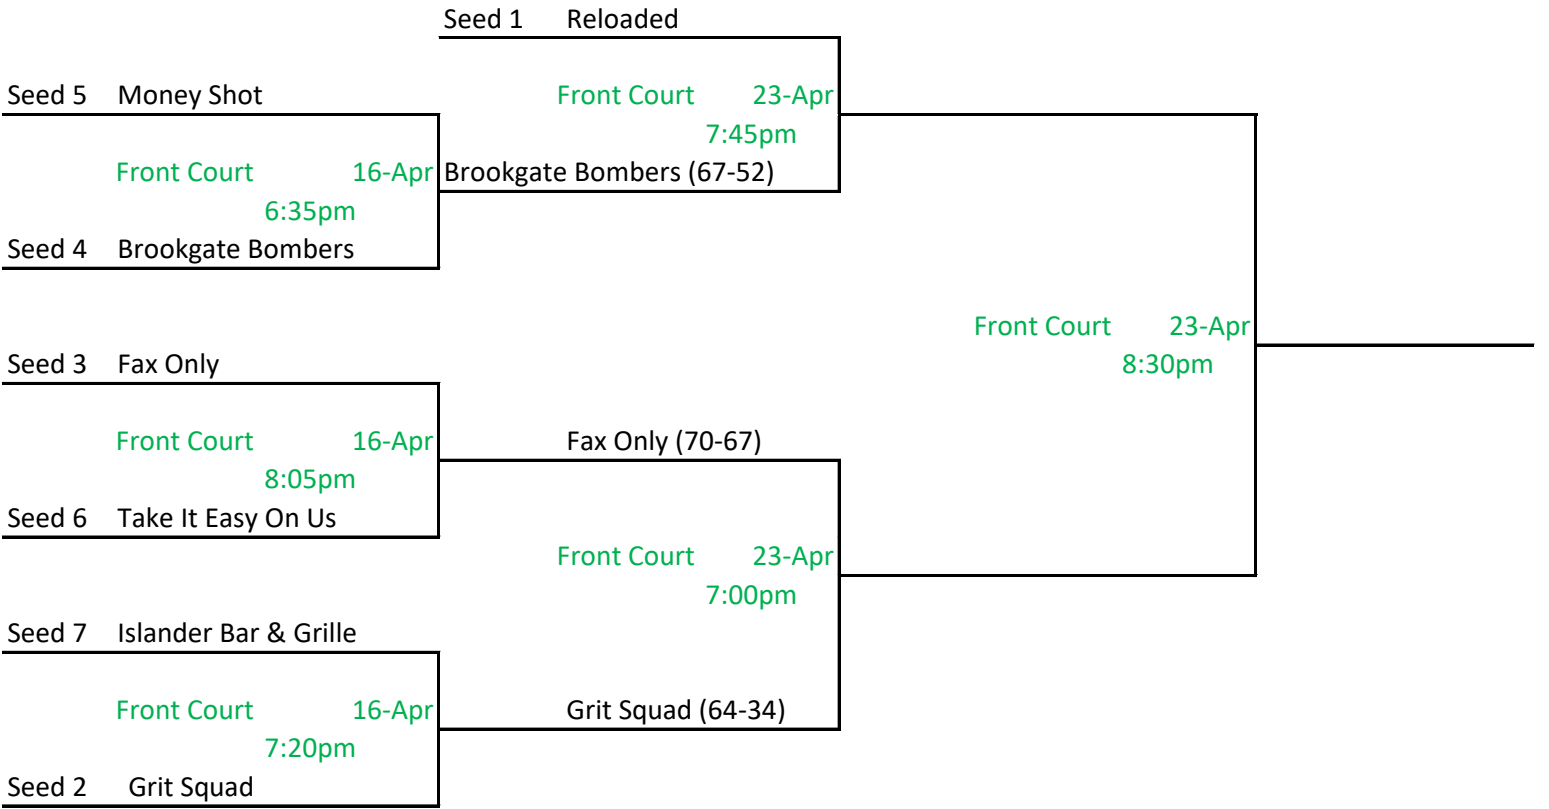 Seed 1 Reloaded
Seed 5 Money Shot
Front Court 23-Apr
7:45pm
Front Court 16-Apr
Brookgate Bombers (67-52)
6:35pm
Seed 4 Brookgate Bombers
Front Court 23-Apr
8:30pm
Seed 3 Fax Only
Front Court 16-Apr
Fax Only (70-67)
8:05pm
Seed 6 Take It Easy On Us
Front Court 23-Apr
7:00pm
Seed 7 Islander Bar & Grille
Front Court 16-Apr
Grit Squad (64-34)
7:20pm
Seed 2 Grit Squad